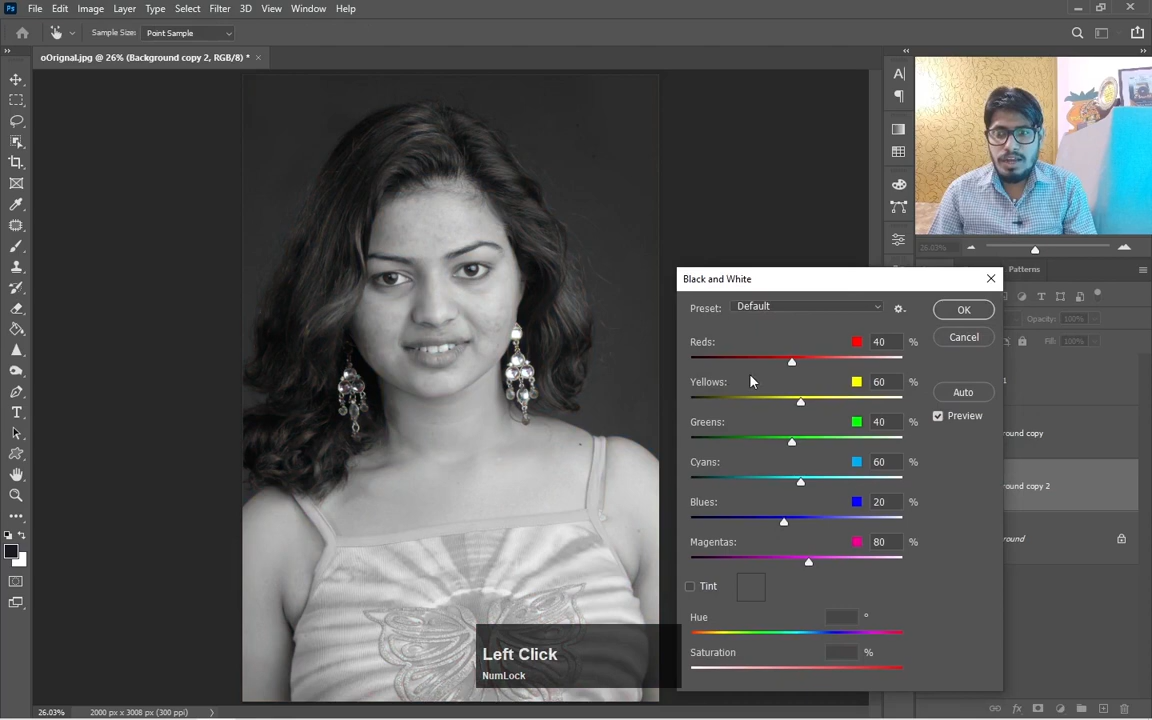 Ps File Edit Image Layer Type Select Filter 3D View Window Help
Sample Size: Point Sample
oOrignal.jpg @ 26% (Background copy 2, RGB/8) * ×
26.03%
Patterns
Opacity: 100%
Fill: 100%
1
ound copy
ound copy 2
ound
Black and White
Preset: Default
OK
Cancel
Auto
Preview
Reds: 40 %
Yellows: 60 %
Greens: 40 %
Cyans: 60 %
Blues: 20 %
Magentas: 80 %
Tint
Hue °
Saturation %
Left Click
NumLock
26.03% 2000 px x 3008 px (300 ppi)